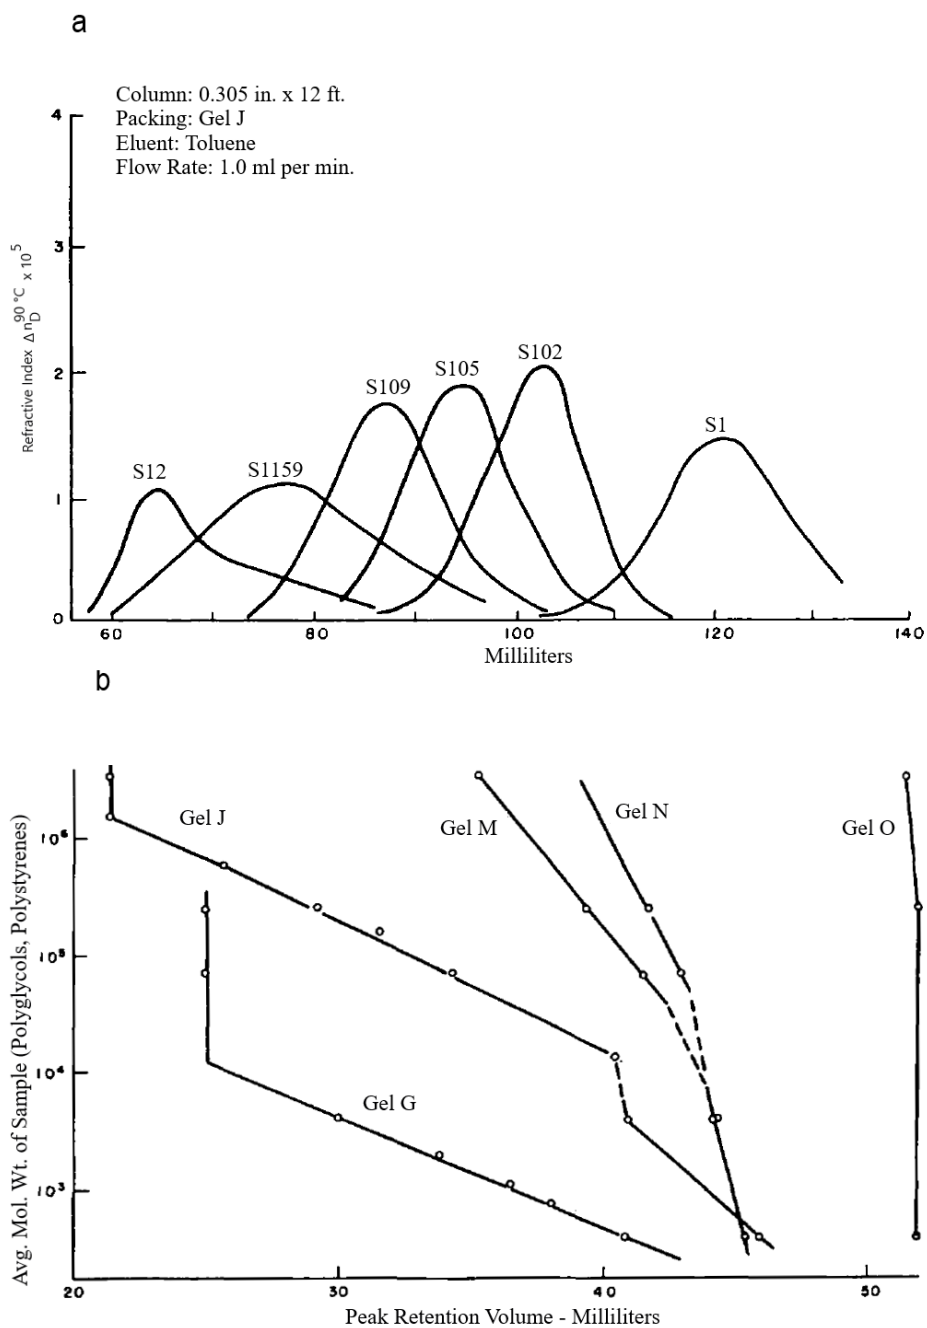 a
Column: 0.305 in. x 12 ft.
Packing: Gel J
Eluent: Toluene
Flow Rate: 1.0 ml per min.
Refractive Index Δ n_D^90 °C x 10^5
4
3
2
1
0
S12
S1159
S109
S105
S102
S1
60 80 100 120 140
Milliliters
b
Avg. Mol. Wt. of Sample (Polyglycols, Polystyrenes)
10^6
10^5
10^4
10^3
Gel J
Gel M
Gel N
Gel O
Gel G
20 30 40 50
Peak Retention Volume - Milliliters